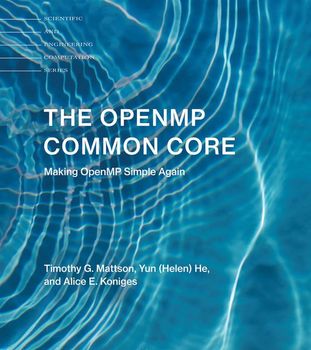 SCIENTIFIC
AND
ENGINEERING
COMPUTATION
SERIES
THE OPENMP
COMMON CORE
Making OpenMP Simple Again
Timothy G. Mattson, Yun (Helen) He,
and Alice E. Koniges